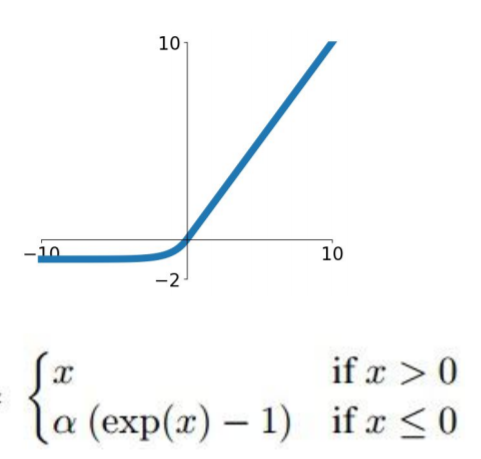 10
−10
10
−2
{ x if x > 0
α (exp(x) − 1) if x ≤ 0